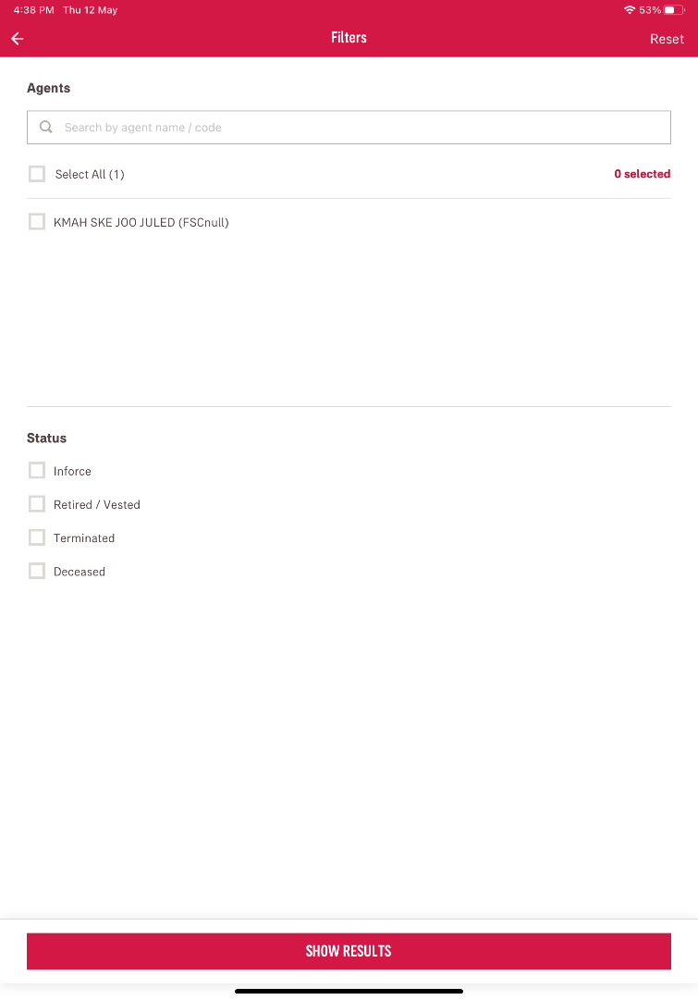 4:38 PM Thu 12 May 53%
Filters
Reset
Agents
Search by agent name / code
Select All (1)
0 selected
KMAH SKE JOO JULED (FSCnull)
Status
Inforce
Retired / Vested
Terminated
Deceased
SHOW RESULTS